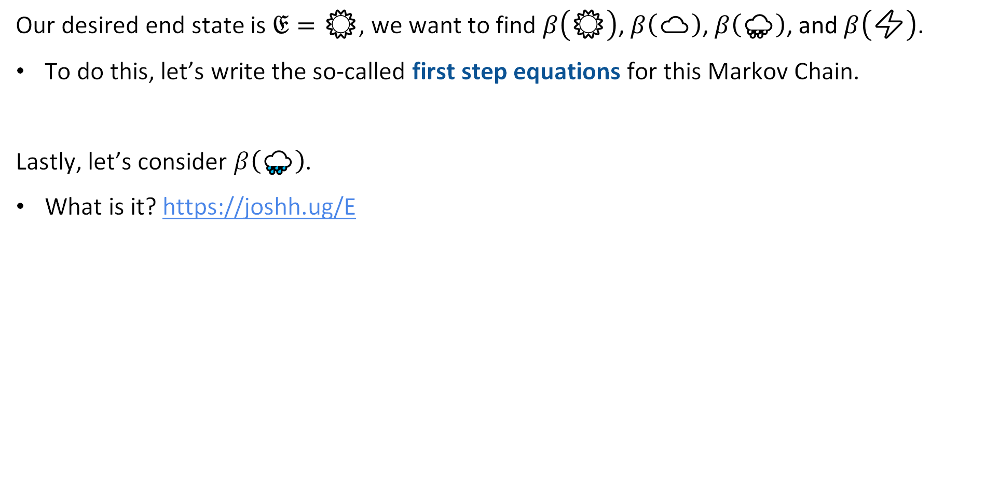 Our desired end state is 𝕰 = ☀, we want to find β(☀), β(☁), β(🌧), and β(⚡).
• To do this, let’s write the so-called first step equations for this Markov Chain.
Lastly, let’s consider β(🌧).
• What is it? https://joshh.ug/E